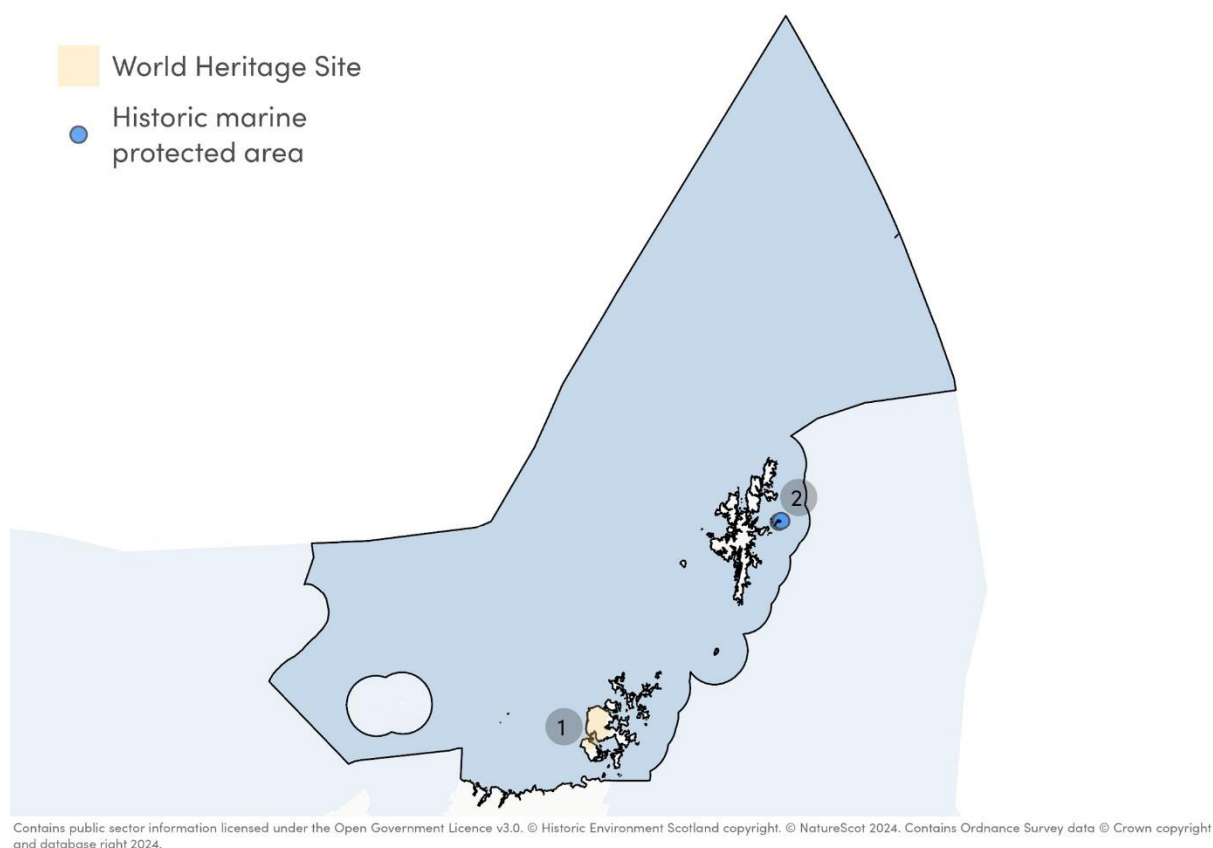 World Heritage Site
Historic marine
protected area
2
1
Contains public sector information licensed under the Open Government Licence v3.0. © Historic Environment Scotland copyright. © NatureScot 2024. Contains Ordnance Survey data © Crown copyright
and database right 2024.